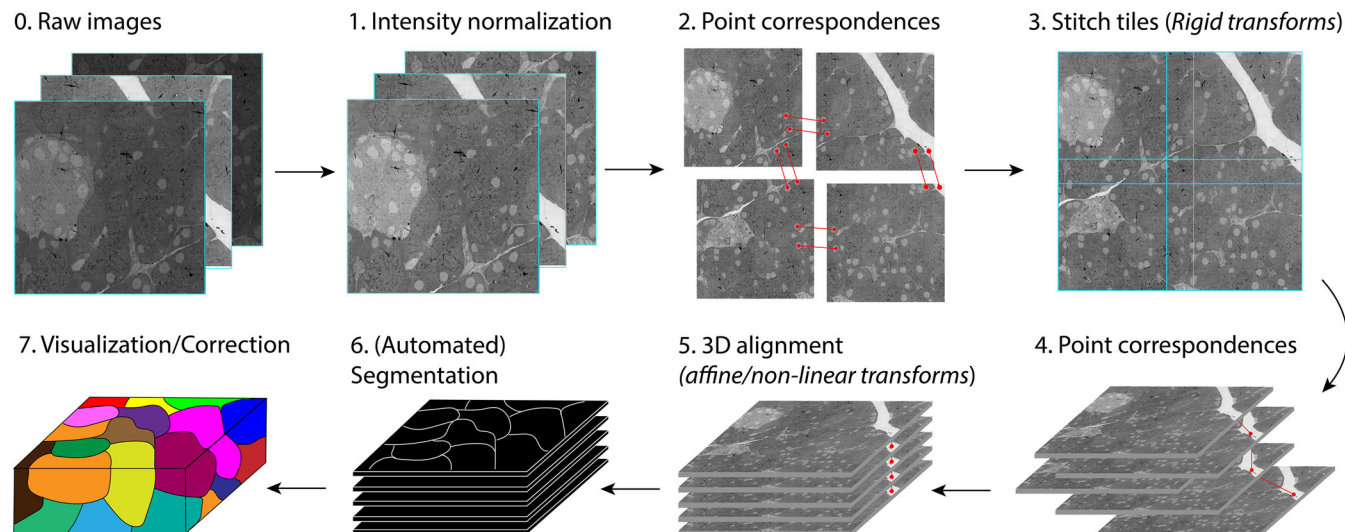 0. Raw images
1. Intensity normalization
2. Point correspondences
3. Stitch tiles (Rigid transforms)
7. Visualization/Correction
6. (Automated)
Segmentation
5. 3D alignment
(affine/non-linear transforms)
4. Point correspondences